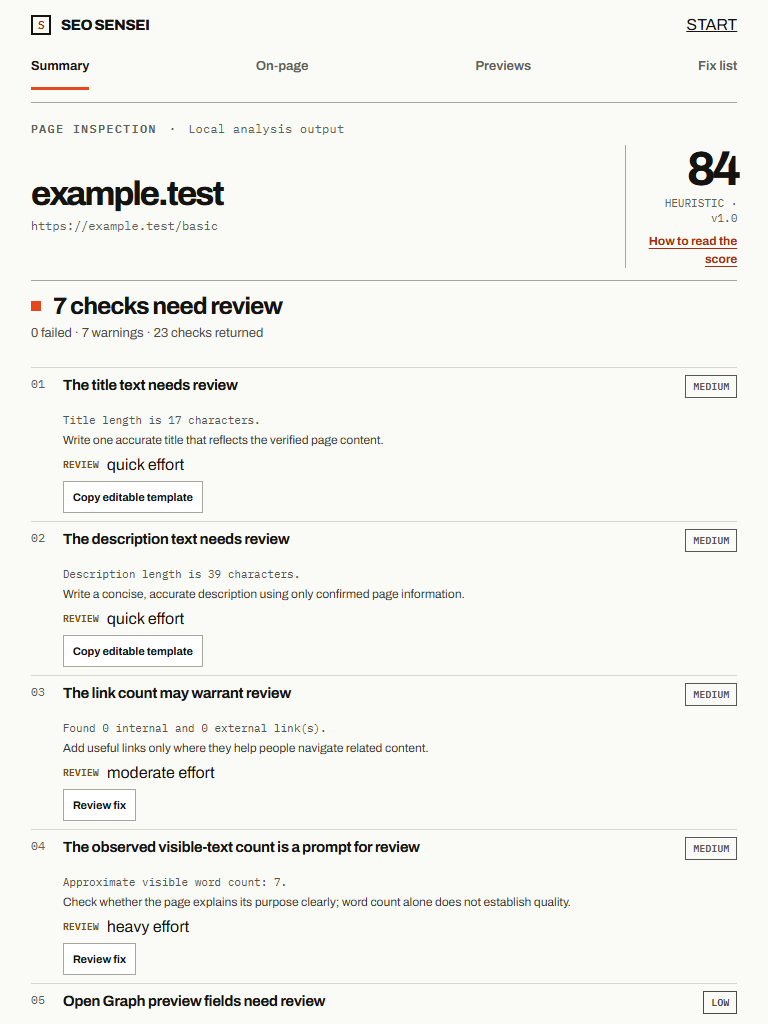 S SEO SENSEI START
Summary On-page Previews Fix list
PAGE INSPECTION · Local analysis output
example.test
https://example.test/basic
84
HEURISTIC ·
v1.0
How to read the
score
7 checks need review
0 failed · 7 warnings · 23 checks returned
01 The title text needs review MEDIUM
Title length is 17 characters.
Write one accurate title that reflects the verified page content.
REVIEW quick effort
Copy editable template
02 The description text needs review MEDIUM
Description length is 39 characters.
Write a concise, accurate description using only confirmed page information.
REVIEW quick effort
Copy editable template
03 The link count may warrant review MEDIUM
Found 0 internal and 0 external link(s).
Add useful links only where they help people navigate related content.
REVIEW moderate effort
Review fix
04 The observed visible-text count is a prompt for review MEDIUM
Approximate visible word count: 7.
Check whether the page explains its purpose clearly; word count alone does not establish quality.
REVIEW heavy effort
Review fix
05 Open Graph preview fields need review LOW